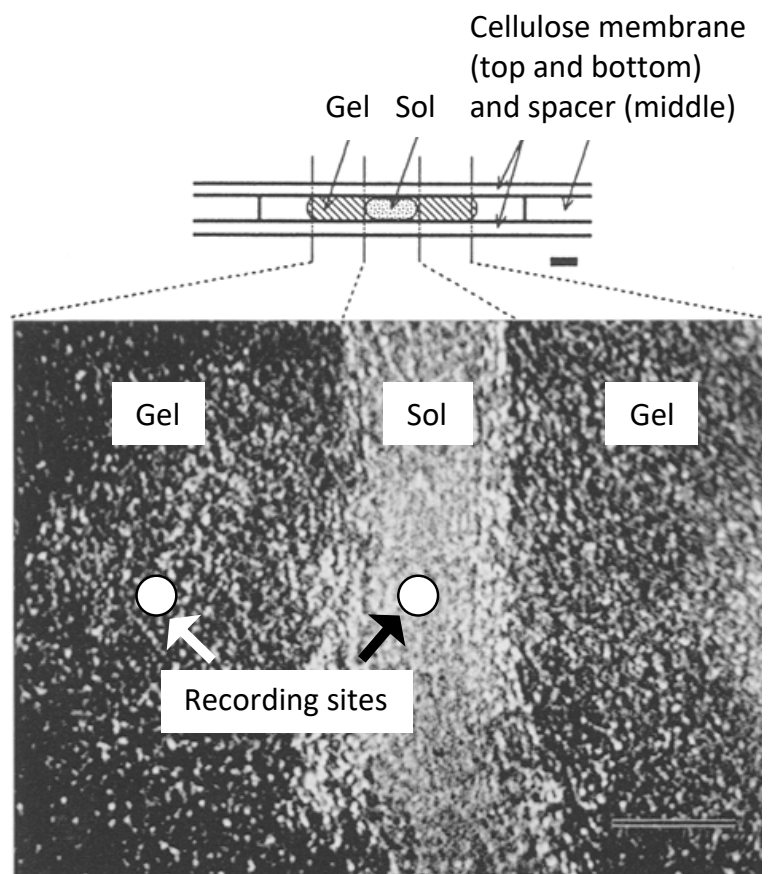 Cellulose membrane
(top and bottom)
Gel Sol and spacer (middle)
Gel
Sol
Gel
Recording sites